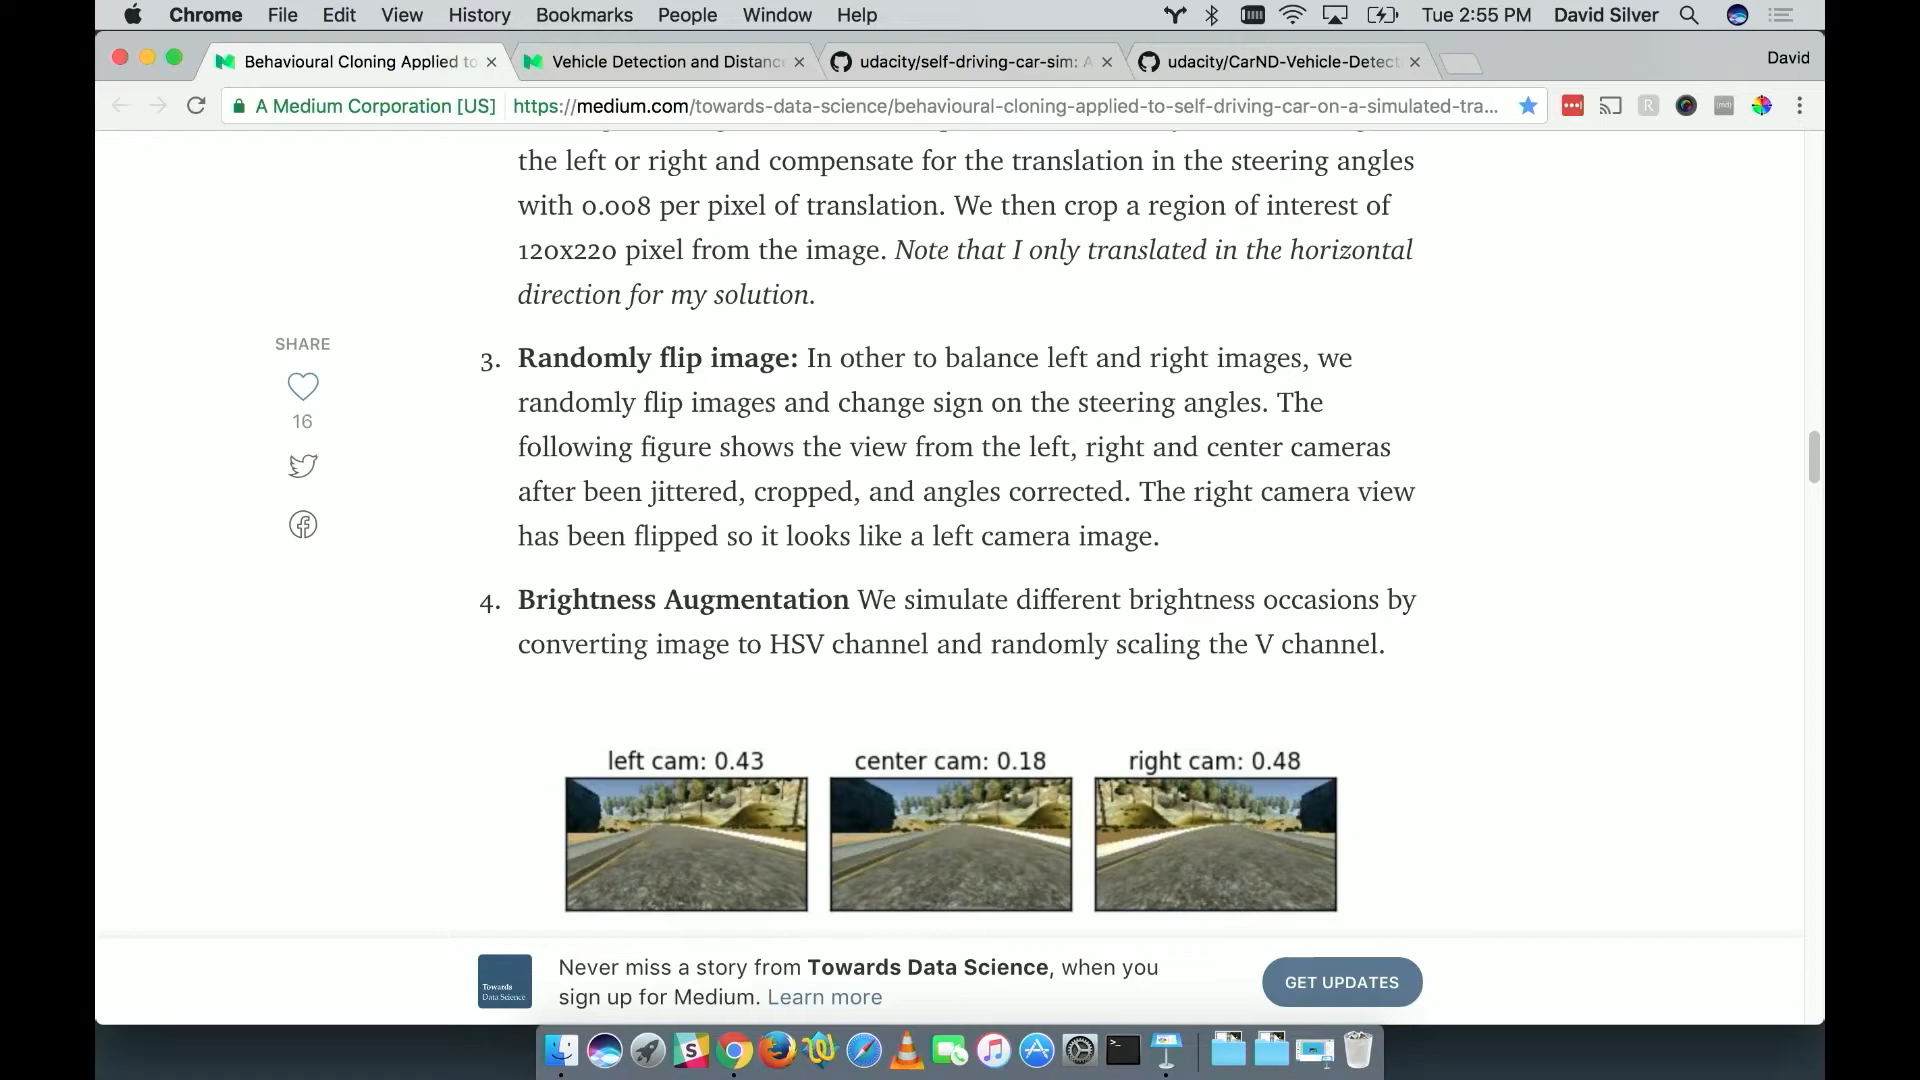 Chrome File Edit View History Bookmarks People Window Help Tue 2:55 PM David Silver
Behavioural Cloning Applied to Vehicle Detection and Distance udacity/self-driving-car-sim: A udacity/CarND-Vehicle-Detect David
A Medium Corporation [US] https://medium.com/towards-data-science/behavioural-cloning-applied-to-self-driving-car-on-a-simulated-tra...
the left or right and compensate for the translation in the steering angles
with 0.008 per pixel of translation. We then crop a region of interest of
120x220 pixel from the image. Note that I only translated in the horizontal
direction for my solution.
SHARE
16
3. Randomly flip image: In other to balance left and right images, we
randomly flip images and change sign on the steering angles. The
following figure shows the view from the left, right and center cameras
after been jittered, cropped, and angles corrected. The right camera view
has been flipped so it looks like a left camera image.
4. Brightness Augmentation We simulate different brightness occasions by
converting image to HSV channel and randomly scaling the V channel.
left cam: 0.43 center cam: 0.18 right cam: 0.48
Towards
Data Science
Never miss a story from Towards Data Science, when you
sign up for Medium. Learn more
GET UPDATES